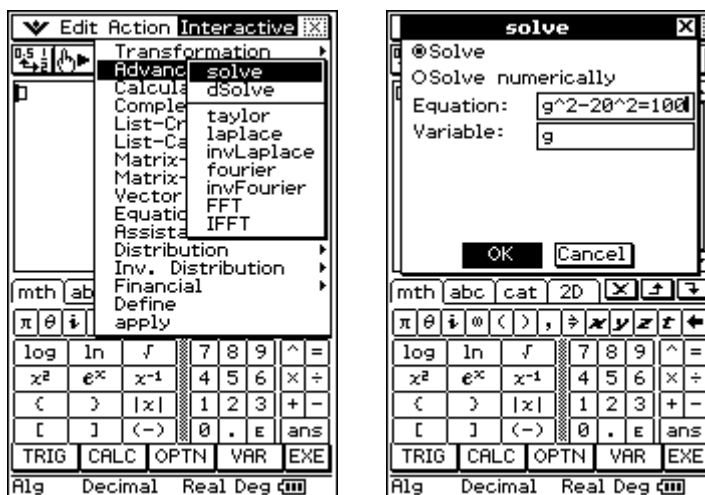 Edit Action Interactive
Transformation
Advanc
solve
Calcula
dSolve
Comple
List-Cr
taylor
List-Ca
laplace
Matrix-
invLaplace
Matrix-
fourier
Vector
invFourier
Equatio
FFT
Assista
IFFT
Distribution
Inv. Distribution
Financial
Define
apply
mth ab
π θ i
log ln √ 7 8 9 ^ =
x² eˣ x⁻¹ 4 5 6 × ÷
( ) |x| 1 2 3 + −
[ ] (−) 0 . E ans
TRIG CALC OPTN VAR EXE
Alg Decimal Real Deg
solve
Solve
Solve numerically
Equation: g^2-20^2=100
Variable: g
OK Cancel
mth abc cat 2D
π θ i ∞ ( ) , ⇒ x y z t ←
log ln √ 7 8 9 ^ =
x² eˣ x⁻¹ 4 5 6 × ÷
( ) |x| 1 2 3 + −
[ ] (−) 0 . E ans
TRIG CALC OPTN VAR EXE
Alg Decimal Real Deg